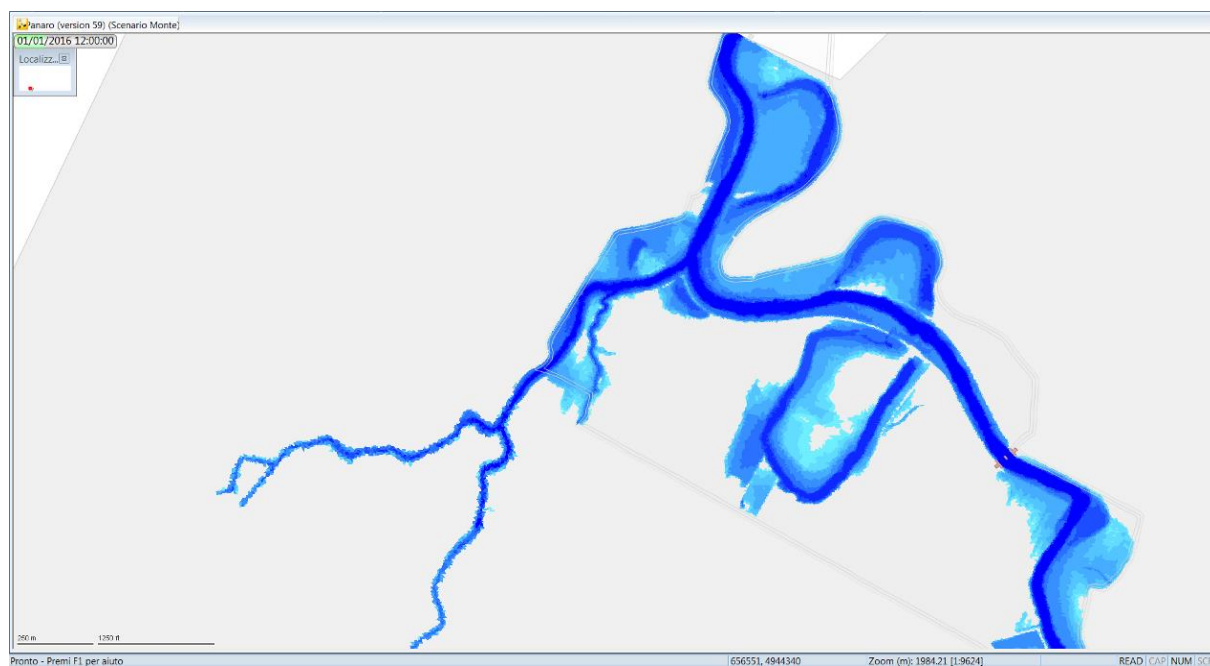 Panaro (version 59) (Scenario Monte)
01/01/2016 12:00:00
Localizz...
250 m 1250 ft
Pronto - Premi F1 per aiuto 656551, 4944340 Zoom (m): 1984.21 [1:9624] READ CAP NUM